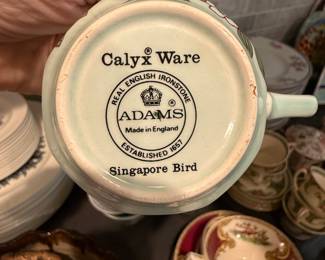 Calyx® Ware
REAL ENGLISH IRONSTONE
ADAMS
Made in England
ESTABLISHED 1657
Singapore Bird